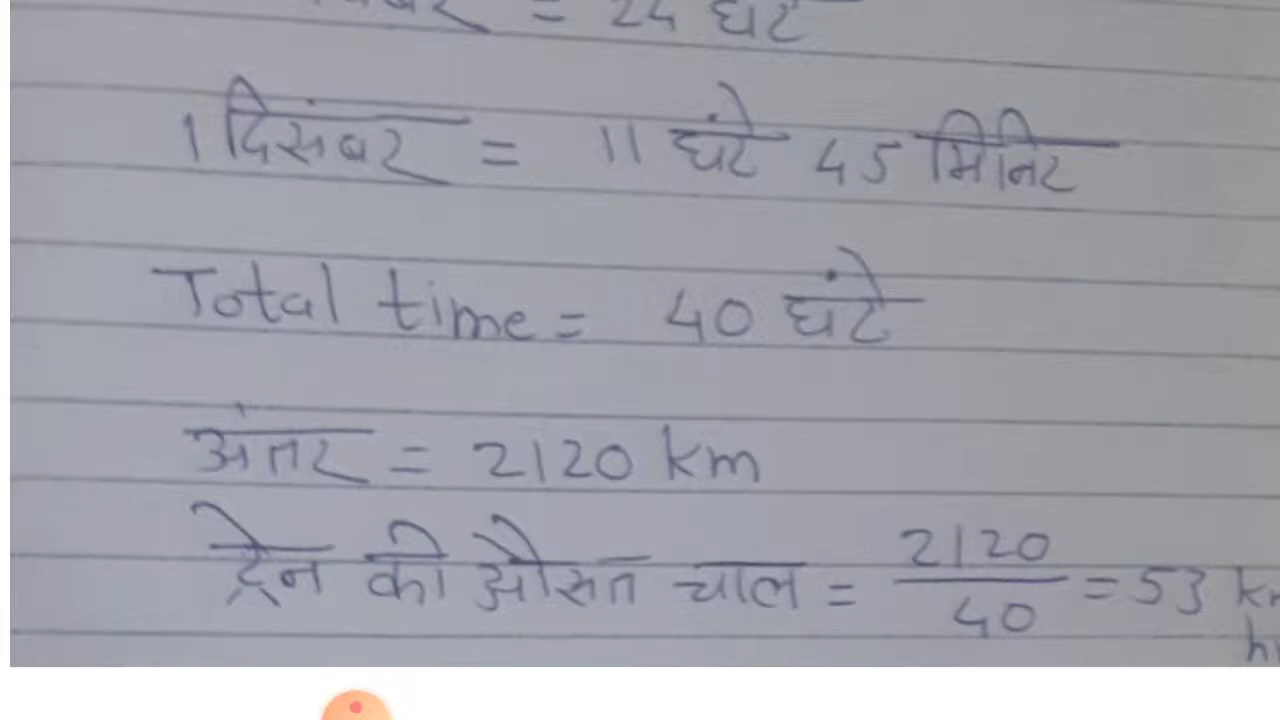 = 24 घंटे
1 दिसंबर = 11 घंटे 45 मिनिट
Total time = 40 घंटे
अंतर = 2120 km
ट्रेन की औसत चाल = 2120/40 = 53